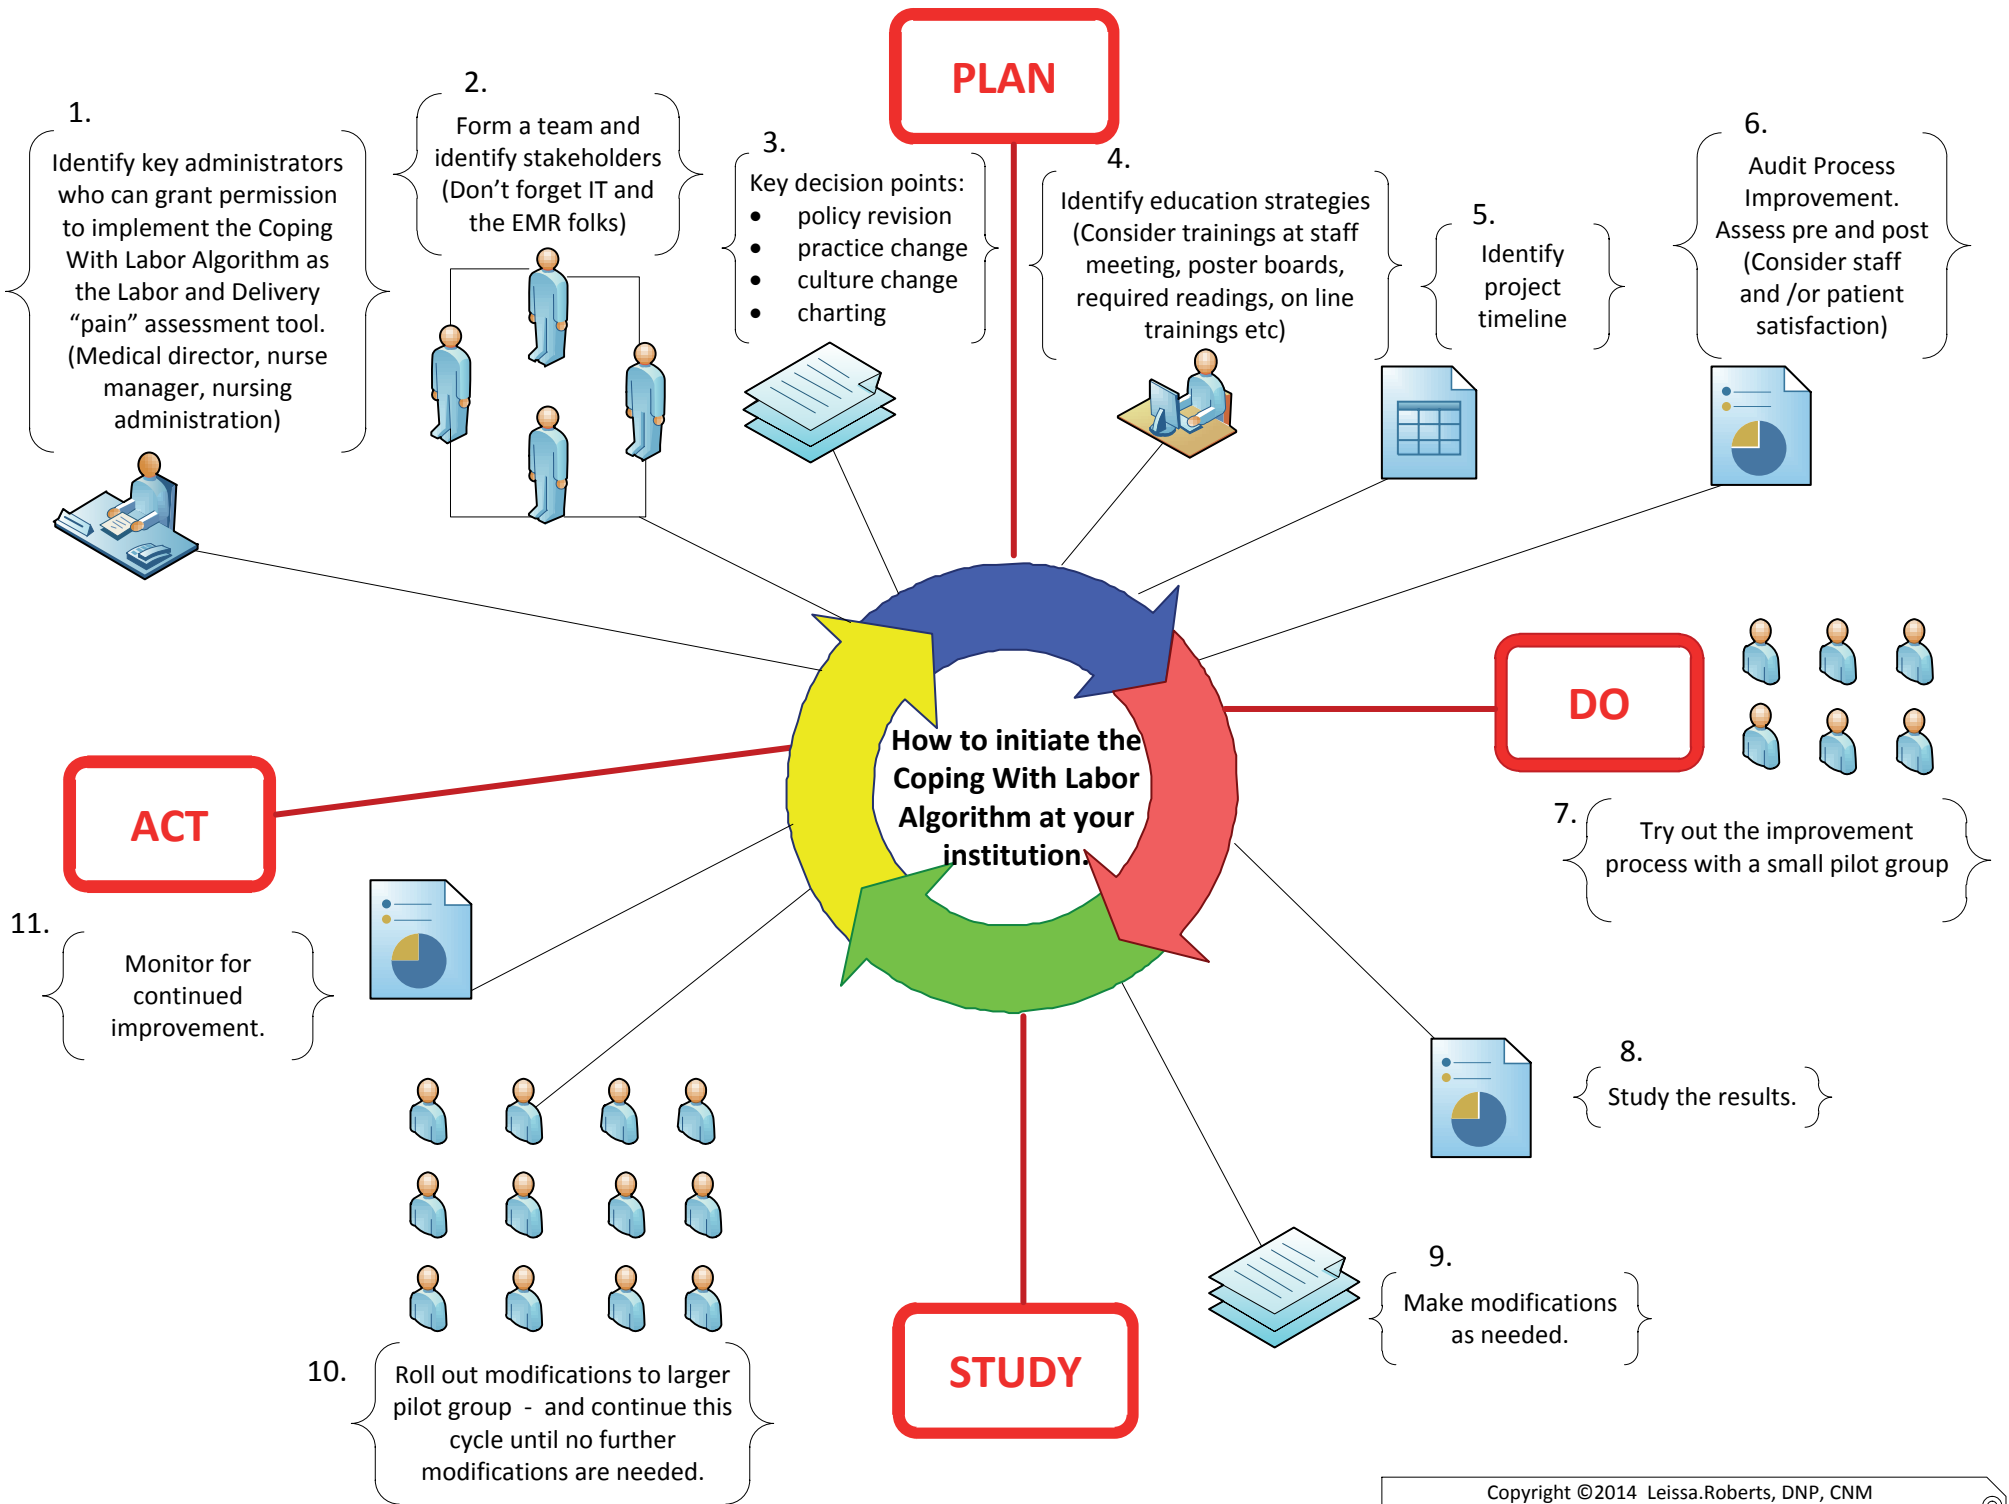 PLAN
1.
Identify key administrators
who can grant permission
to implement the Coping
With Labor Algorithm as
the Labor and Delivery
“pain” assessment tool.
(Medical director, nurse
manager, nursing
administration)
2.
Form a team and
identify stakeholders
(Don’t forget IT and
the EMR folks)
3.
Key decision points:
• policy revision
• practice change
• culture change
• charting
4.
Identify education strategies
(Consider trainings at staff
meeting, poster boards,
required readings, on line
trainings etc)
5.
Identify
project
timeline
6.
Audit Process
Improvement.
Assess pre and post
(Consider staff
and /or patient
satisfaction)
How to initiate the
Coping With Labor
Algorithm at your
institution.
DO
7.
Try out the improvement
process with a small pilot group
8.
Study the results.
9.
Make modifications
as needed.
STUDY
10.
Roll out modifications to larger
pilot group - and continue this
cycle until no further
modifications are needed.
ACT
11.
Monitor for
continued
improvement.
Copyright ©2014 Leissa.Roberts, DNP, CNM